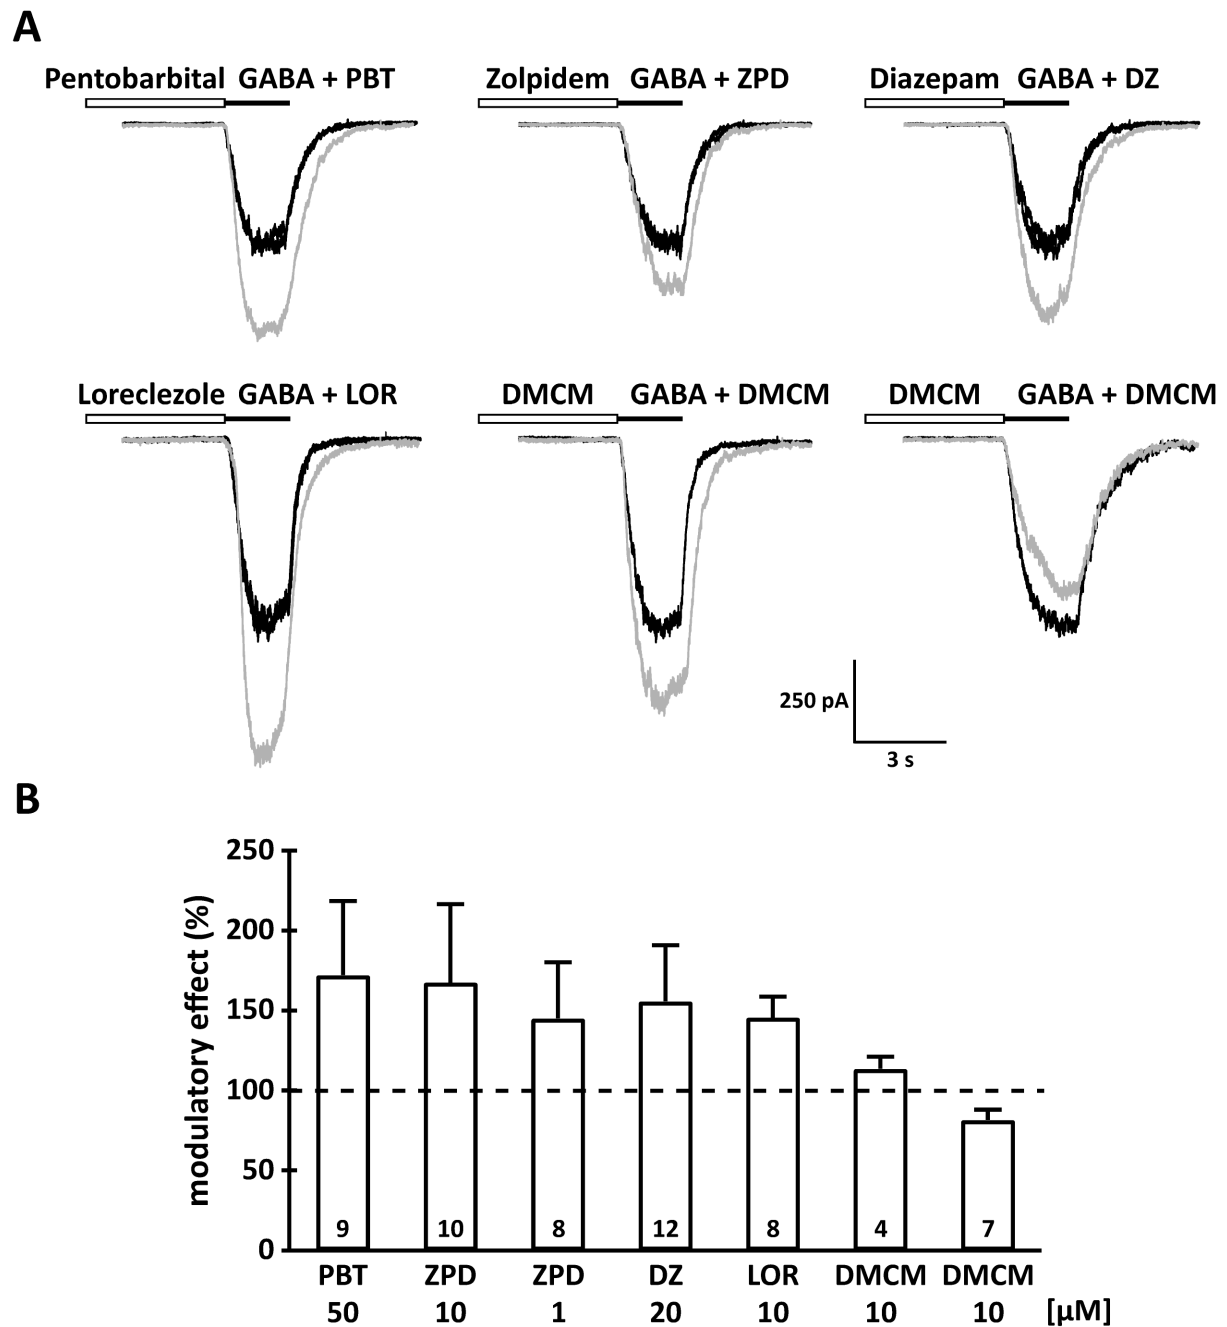 A
Pentobarbital GABA + PBT Zolpidem GABA + ZPD Diazepam GABA + DZ
Loreclezole GABA + LOR DMCM GABA + DMCM DMCM GABA + DMCM
250 pA
3 s
B
modulatory effect (%)
250
200
150
100
50
0
9 10 8 12 8 4 7
PBT ZPD ZPD DZ LOR DMCM DMCM
50 10 1 20 10 10 10 [µM]